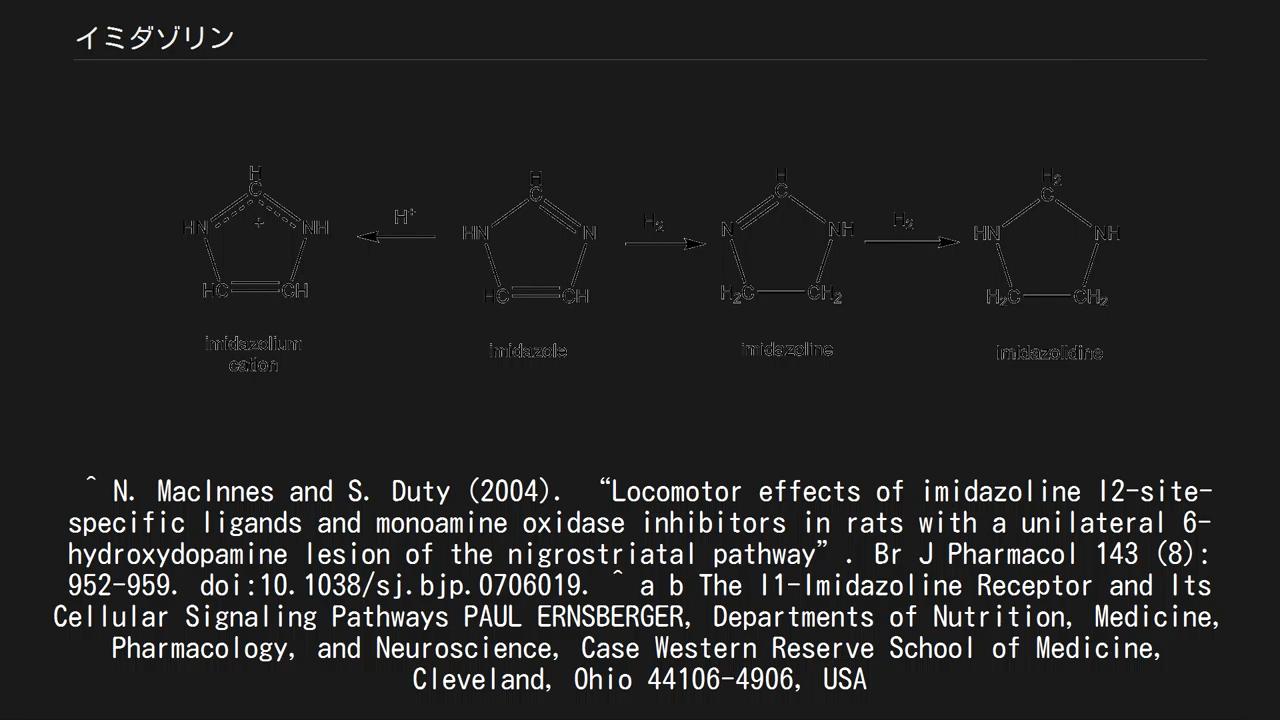 イミダゾリン
H
C
HN
NH
+
HC
CH
imidazolium
cation
H⁺
H
C
HN
N
HC
CH
imidazole
H₂
H
C
N
NH
H₂C
CH₂
imidazoline
H₂
H₂
C
HN
NH
H₂C
CH₂
imidazolidine
^ N. MacInnes and S. Duty (2004). “Locomotor effects of imidazoline I2-site-
specific ligands and monoamine oxidase inhibitors in rats with a unilateral 6-
hydroxydopamine lesion of the nigrostriatal pathway”. Br J Pharmacol 143 (8):
952-959. doi:10.1038/sj.bjp.0706019. ^ a b The I1-Imidazoline Receptor and Its
Cellular Signaling Pathways PAUL ERNSBERGER, Departments of Nutrition, Medicine,
Pharmacology, and Neuroscience, Case Western Reserve School of Medicine,
Cleveland, Ohio 44106-4906, USA